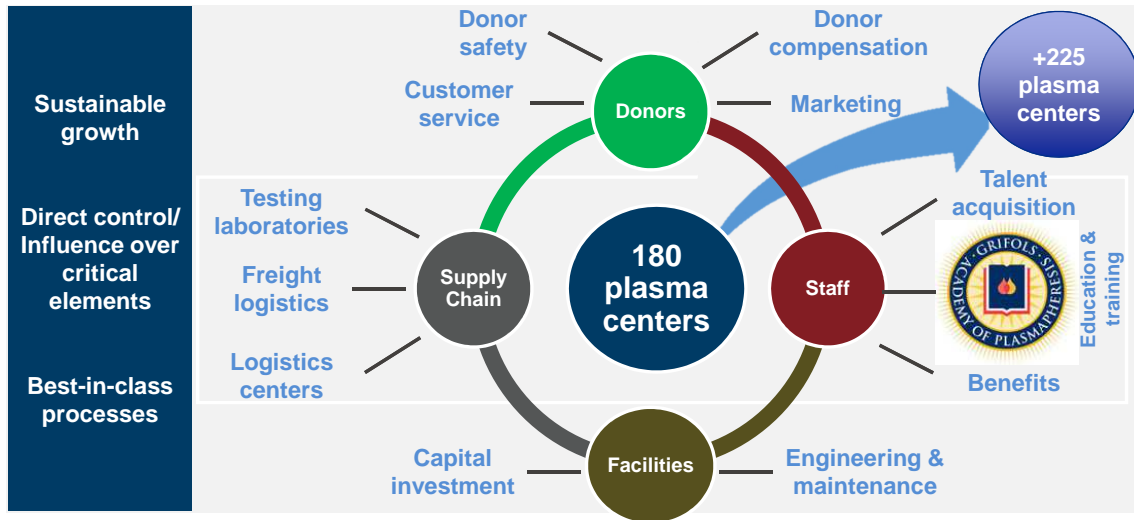 Sustainable
growth
Direct control/
Influence over
critical
elements
Best-in-class
processes
Donor
safety
Donor
compensation
Customer
service
Donors
Marketing
+225
plasma
centers
Testing
laboratories
Freight
logistics
Logistics
centers
Supply
Chain
180
plasma
centers
Staff
Talent
acquisition
GRIFOLS
ACADEMY OF PLASMAPHERESIS
Education &
training
Benefits
Capital
investment
Facilities
Engineering &
maintenance